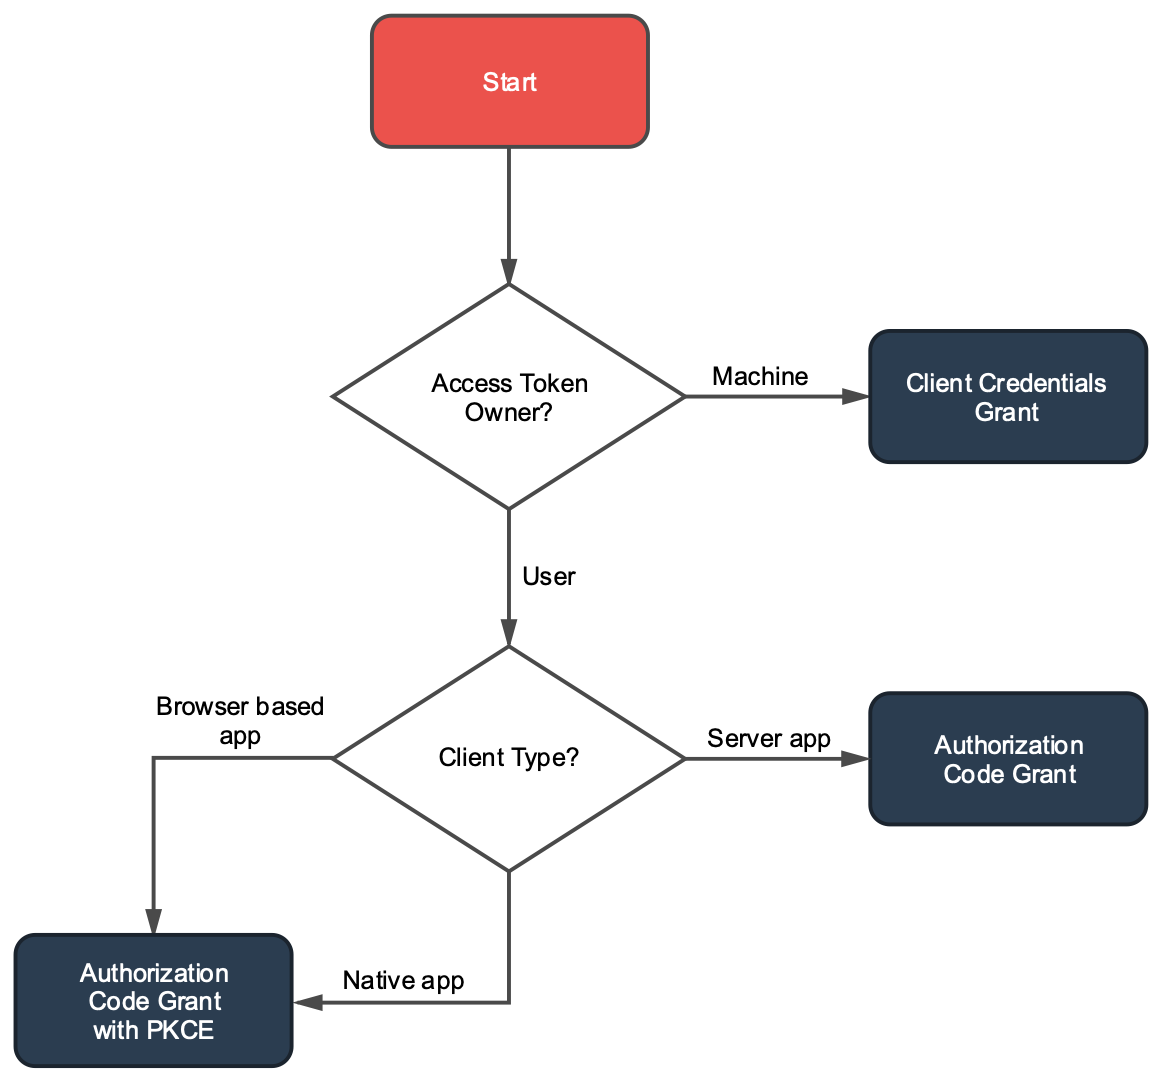 Start
Access Token
Owner?
Machine
Client Credentials
Grant
User
Browser based
app
Client Type?
Server app
Authorization
Code Grant
Native app
Authorization
Code Grant
with PKCE